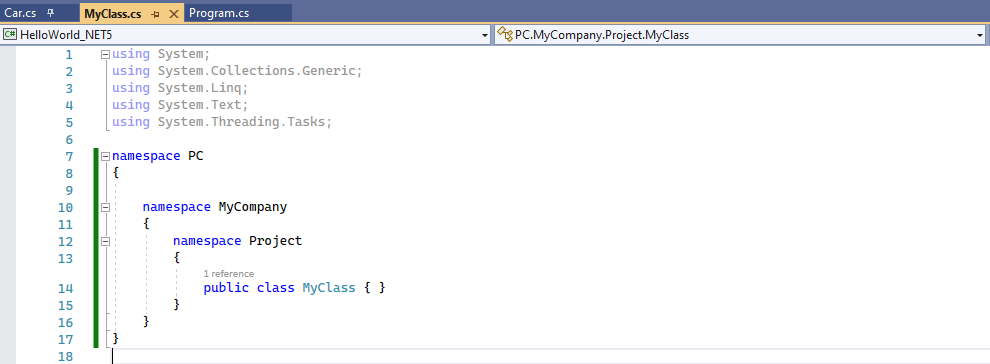 Car.cs MyClass.cs Program.cs
C# HelloWorld_NET5 PC.MyCompany.Project.MyClass
1 using System;
2 using System.Collections.Generic;
3 using System.Linq;
4 using System.Text;
5 using System.Threading.Tasks;
6
7 namespace PC
8 {
9
10 namespace MyCompany
11 {
12 namespace Project
13 {
1 reference
14 public class MyClass { }
15 }
16 }
17 }
18